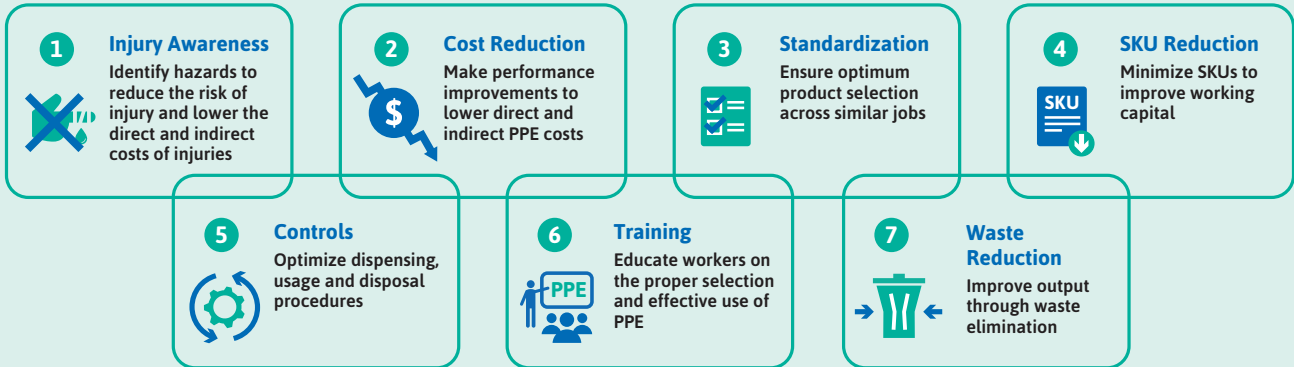 1
Injury Awareness
Identify hazards to
reduce the risk of
injury and lower the
direct and indirect
costs of injuries
2
$
Cost Reduction
Make performance
improvements to
lower direct and
indirect PPE costs
3
Standardization
Ensure optimum
product selection
across similar jobs
4
SKU
SKU Reduction
Minimize SKUs to
improve working
capital
5
Controls
Optimize dispensing,
usage and disposal
procedures
6
PPE
Training
Educate workers on
the proper selection
and effective use of
PPE
7
Waste
Reduction
Improve output
through waste
elimination